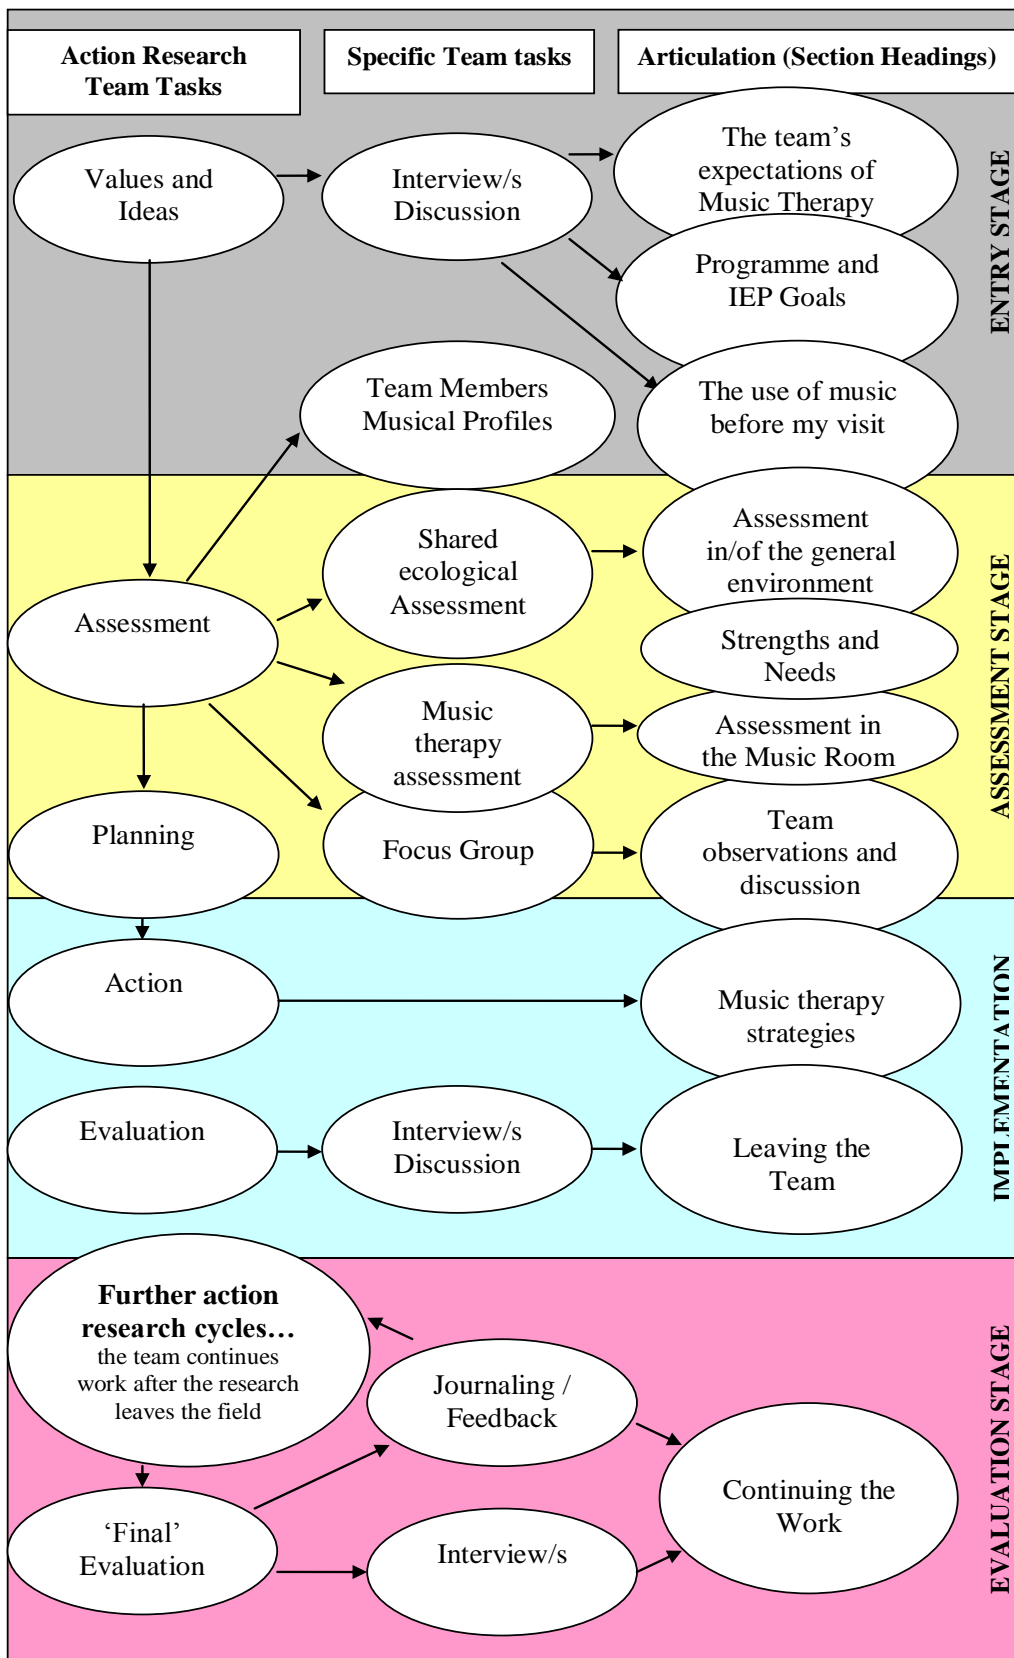 Action Research
Team Tasks
Specific Team tasks
Articulation (Section Headings)
Values and
Ideas
Interview/s
Discussion
The team’s
expectations of
Music Therapy
Programme and
IEP Goals
Team Members
Musical Profiles
The use of music
before my visit
ENTRY STAGE
Assessment
Shared
ecological
Assessment
Assessment
in/of the general
environment
Strengths and
Needs
Music
therapy
assessment
Assessment in
the Music Room
Planning
Focus Group
Team
observations and
discussion
ASSESSMENT STAGE
Action
Music therapy
strategies
Evaluation
Interview/s
Discussion
Leaving the
Team
IMPLEMENTATION
Further action
research cycles…
the team continues
work after the research
leaves the field
Journaling /
Feedback
Continuing the
Work
‘Final’
Evaluation
Interview/s
EVALUATION STAGE